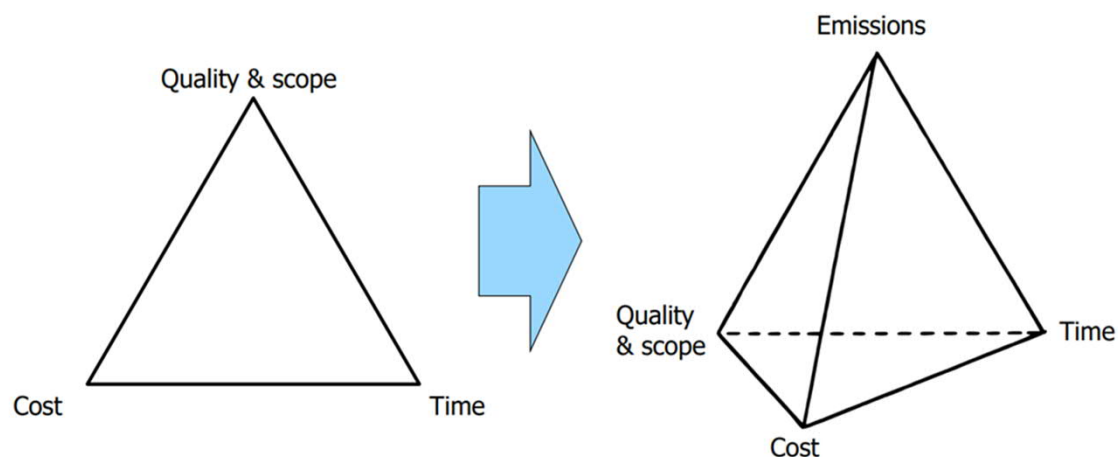 Quality & scope
Cost
Time
Emissions
Quality
& scope
Time
Cost